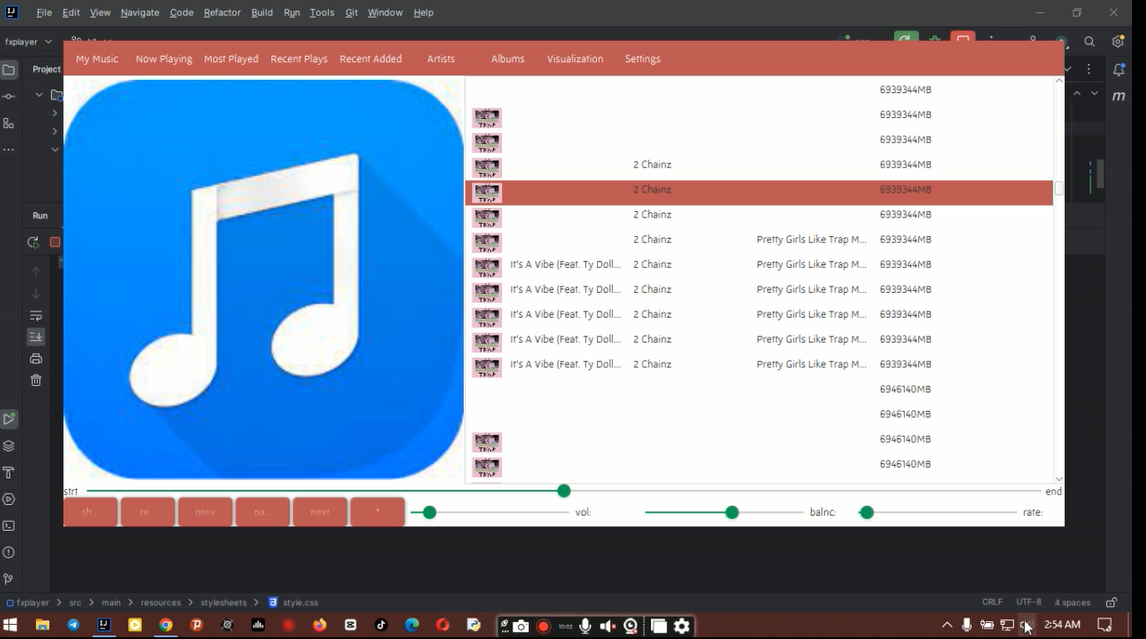 File Edit View Navigate Code Refactor Build Run Tools Git Window Help
fxplayer
My Music Now Playing Most Played Recent Plays Recent Added Artists Albums Visualization Settings
Project
Run
6939344MB
6939344MB
6939344MB
2 Chainz 6939344MB
2 Chainz 6939344MB
2 Chainz 6939344MB
2 Chainz Pretty Girls Like Trap M... 6939344MB
It's A Vibe (Feat. Ty Doll... 2 Chainz Pretty Girls Like Trap M... 6939344MB
It's A Vibe (Feat. Ty Doll... 2 Chainz Pretty Girls Like Trap M... 6939344MB
It's A Vibe (Feat. Ty Doll... 2 Chainz Pretty Girls Like Trap M... 6939344MB
It's A Vibe (Feat. Ty Doll... 2 Chainz Pretty Girls Like Trap M... 6939344MB
It's A Vibe (Feat. Ty Doll... 2 Chainz Pretty Girls Like Trap M... 6939344MB
6946140MB
6946140MB
6946140MB
6946140MB
strt end
sh... re... prev pa... next * vol: balnc: rate:
fxplayer > src > main > resources > stylesheets > style.css CRLF UTF-8 4 spaces
10:02 2:54 AM